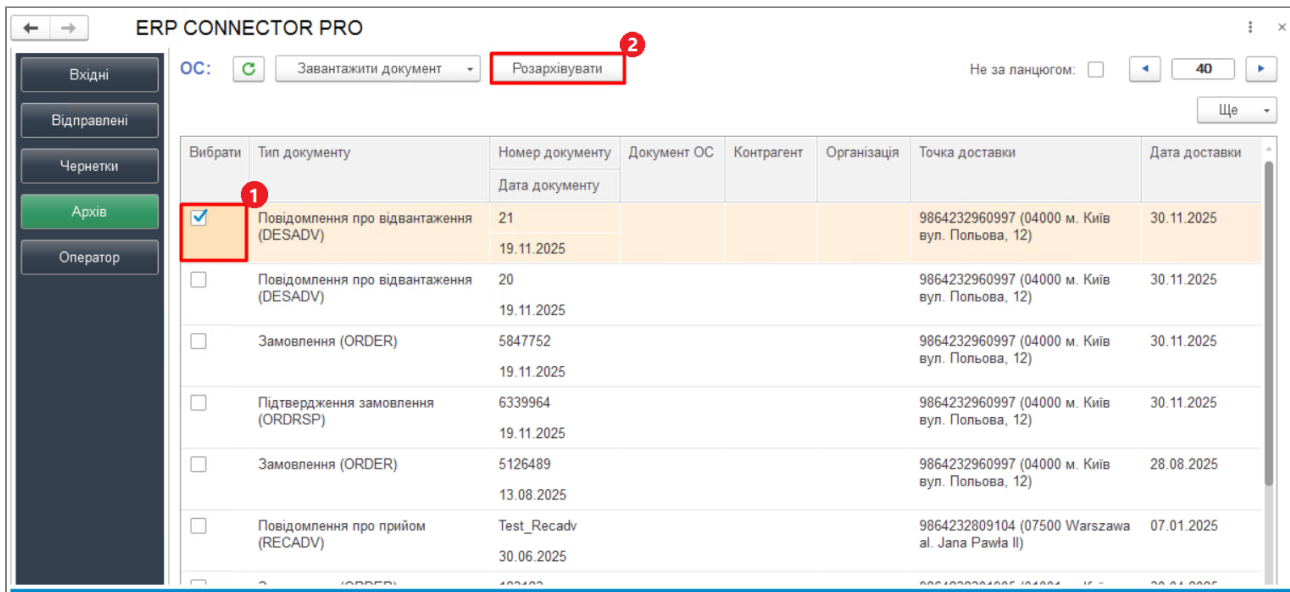 ERP CONNECTOR PRO
2
Вхідні
ОС:
Завантажити документ
Розархівувати
Не за ланцюгом:
40
Відправлені
Ще
Чернетки
Вибрати
Тип документу
Номер документу
Документ ОС
Контрагент
Організація
Точка доставки
Дата доставки
Дата документу
1
Архів
Повідомлення про відвантаження
(DESADV)
21
19.11.2025
9864232960997 (04000 м. Київ
вул. Польова, 12)
30.11.2025
Оператор
Повідомлення про відвантаження
(DESADV)
20
19.11.2025
9864232960997 (04000 м. Київ
вул. Польова, 12)
30.11.2025
Замовлення (ORDER)
5847752
19.11.2025
9864232960997 (04000 м. Київ
вул. Польова, 12)
30.11.2025
Підтвердження замовлення
(ORDRSP)
6339964
19.11.2025
9864232960997 (04000 м. Київ
вул. Польова, 12)
30.11.2025
Замовлення (ORDER)
5126489
13.08.2025
9864232960997 (04000 м. Київ
вул. Польова, 12)
28.08.2025
Повідомлення про прийом
(RECADV)
Test_Recadv
30.06.2025
9864232809104 (07500 Warszawa
al. Jana Pawła II)
07.01.2025